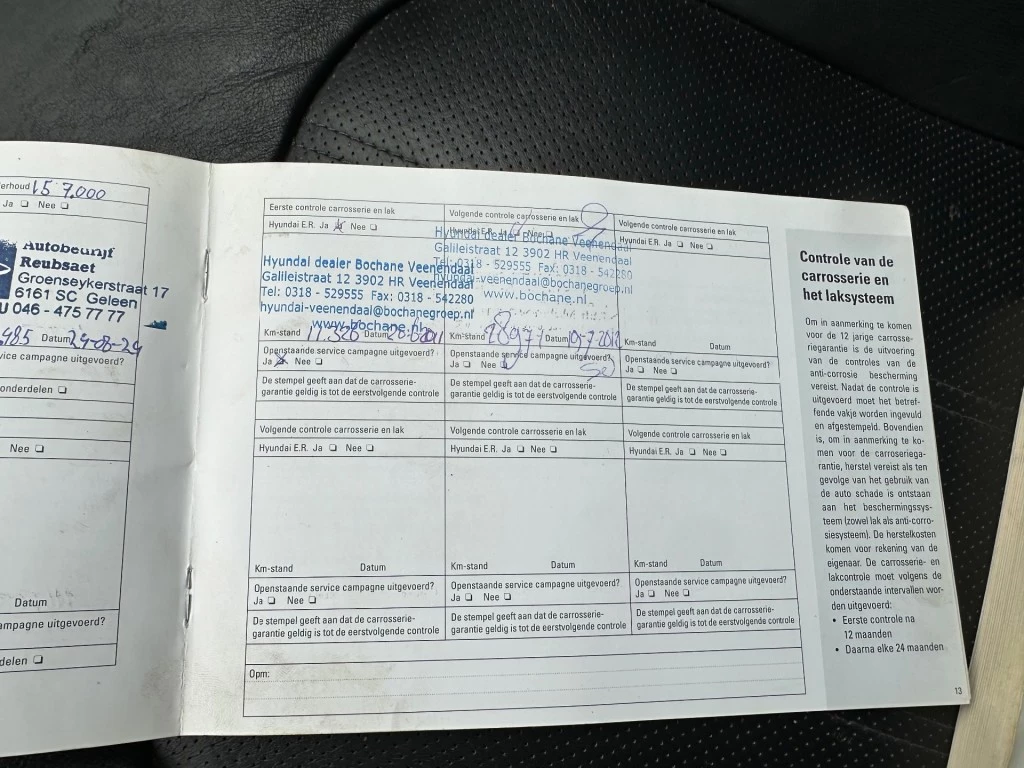 erhoud 157.000
Ja ❏ Nee ❏
Autobedrijf
Reubsaet
Groenseykerstraat 17
6161 SC Geleen
046 - 475 77 77
485 Datum 29-08-24
vice campagne uitgevoerd?
onderdelen ❏
Nee ❏
Datum
ampagne uitgevoerd?
delen ❏
Eerste controle carrosserie en lak
Hyundai E.R. Ja ❏ Nee ❏
Hyundai dealer Bochane Veenendaal
Galileistraat 12 3902 HR Veenendaal
Tel: 0318 - 529555 Fax: 0318 - 542280
hyundai-veenendaal@bochanegroep.nl
www.bochane.nl
Km-stand Datum
Openstaande service campagne uitgevoerd?
Ja ❏ Nee ❏
De stempel geeft aan dat de carrosserie-
garantie geldig is tot de eerstvolgende controle
Volgende controle carrosserie en lak
Hyundai E.R. Ja ❏ Nee ❏
Hyundai dealer Bochane Veenendaal
Galileistraat 12 3902 HR Veenendaal
Tel: 0318 - 529555 Fax: 0318 - 542280
hyundai-veenendaal@bochanegroep.nl
www.bochane.nl
Km-stand 28977 Datum 19-7-2012
Openstaande service campagne uitgevoerd?
Ja ❏ Nee ❏
De stempel geeft aan dat de carrosserie-
garantie geldig is tot de eerstvolgende controle
Volgende controle carrosserie en lak
Hyundai E.R. Ja ❏ Nee ❏
Km-stand Datum
Openstaande service campagne uitgevoerd?
Ja ❏ Nee ❏
De stempel geeft aan dat de carrosserie-
garantie geldig is tot de eerstvolgende controle
Volgende controle carrosserie en lak
Hyundai E.R. Ja ❏ Nee ❏
Km-stand Datum
Openstaande service campagne uitgevoerd?
Ja ❏ Nee ❏
De stempel geeft aan dat de carrosserie-
garantie geldig is tot de eerstvolgende controle
Volgende controle carrosserie en lak
Hyundai E.R. Ja ❏ Nee ❏
Km-stand Datum
Openstaande service campagne uitgevoerd?
Ja ❏ Nee ❏
De stempel geeft aan dat de carrosserie-
garantie geldig is tot de eerstvolgende controle
Volgende controle carrosserie en lak
Hyundai E.R. Ja ❏ Nee ❏
Km-stand Datum
Openstaande service campagne uitgevoerd?
Ja ❏ Nee ❏
De stempel geeft aan dat de carrosserie-
garantie geldig is tot de eerstvolgende controle
Opm:
Controle van de
carrosserie en
het laksysteem
Om in aanmerking te komen
voor de 12 jarige carrosse-
riegarantie is de uitvoering
van de controles van de
anti-corrosie bescherming
vereist. Nadat de controle is
uitgevoerd moet het betref-
fende vakje worden ingevuld
en afgestempeld. Bovendien
is, om in aanmerking te ko-
men voor de carroseriega-
rantie, herstel vereist als ten
gevolge van het gebruik van
de auto schade is ontstaan
aan het beschermingssys-
teem (zowel lak als anti-corro-
siesysteem). De herstelkosten
komen voor rekening van de
eigenaar. De carrosserie- en
lakcontrole moet volgens de
onderstaande intervallen wor-
den uitgevoerd:
• Eerste controle na
12 maanden
• Daarna elke 24 maanden
13